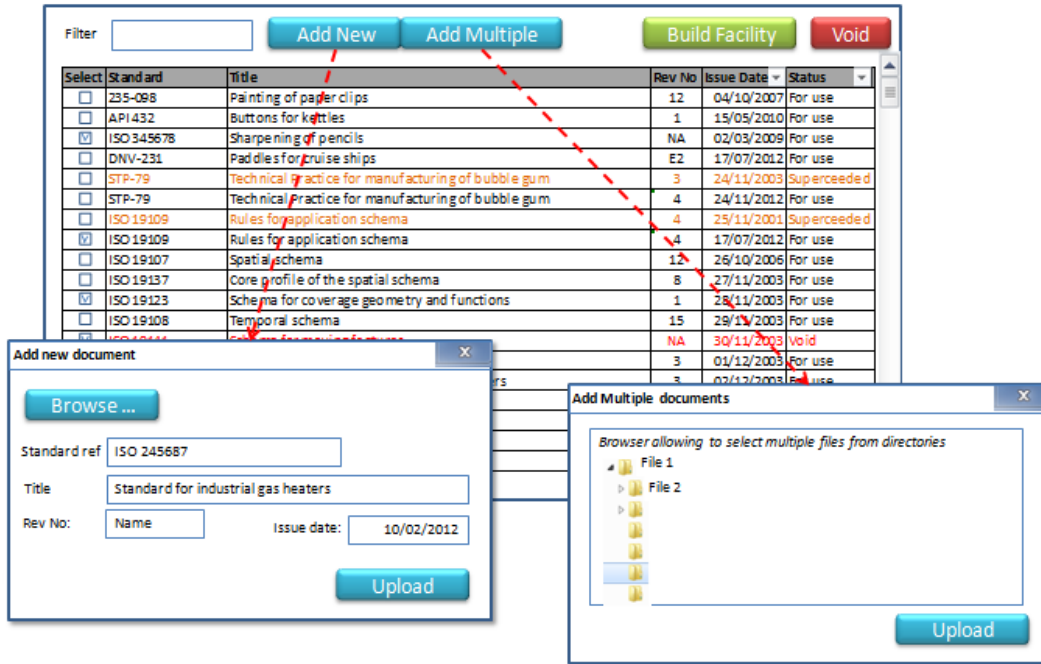 Filter Add New Add Multiple Build Facility Void
Select Standard Title Rev No Issue Date Status
235-098 Painting of paper clips 12 04/10/2007 For use
API 432 Buttons for kettles 1 15/05/2010 For use
ISO 345678 Sharpening of pencils NA 02/03/2009 For use
DNV-231 Paddles for cruise ships E2 17/07/2012 For use
STP-79 Technical Practice for manufacturing of bubble gum 3 24/11/2003 Superceeded
STP-79 Technical Practice for manufacturing of bubble gum 4 24/11/2012 For use
ISO 19109 Rules for application schema 4 25/11/2001 Superceeded
ISO 19109 Rules for application schema 4 17/07/2012 For use
ISO 19107 Spatial schema 12 26/10/2006 For use
ISO 19137 Core profile of the spatial schema 8 27/11/2003 For use
ISO 19123 Schema for coverage geometry and functions 1 28/11/2003 For use
ISO 19108 Temporal schema 15 29/11/2003 For use
NA 30/11/2003 Void
3 01/12/2003 For use
3 02/12/2003 For use
Add new document
Browse ...
Standard ref ISO 245687
Title Standard for industrial gas heaters
Rev No: Name Issue date: 10/02/2012
Upload
Add Multiple documents
Browser allowing to select multiple files from directories
File 1
File 2
Upload